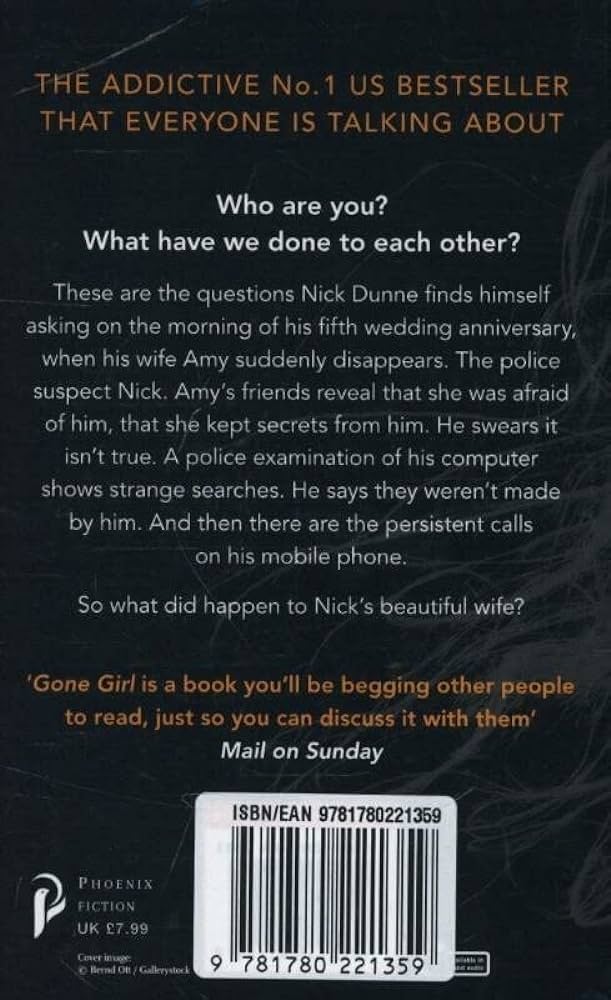 THE ADDICTIVE No.1 US BESTSELLER
THAT EVERYONE IS TALKING ABOUT
Who are you?
What have we done to each other?
These are the questions Nick Dunne finds himself
asking on the morning of his fifth wedding anniversary,
when his wife Amy suddenly disappears. The police
suspect Nick. Amy's friends reveal that she was afraid
of him, that she kept secrets from him. He swears it
isn't true. A police examination of his computer
shows strange searches. He says they weren't made
by him. And then there are the persistent calls
on his mobile phone.
So what did happen to Nick's beautiful wife?
'Gone Girl is a book you'll be begging other people
to read, just so you can discuss it with them'
Mail on Sunday
ISBN/EAN 9781780221359
PHOENIX
FICTION
UK £7.99
Cover image:
© Bernd Ott / Gallerystock
9 781780 221359